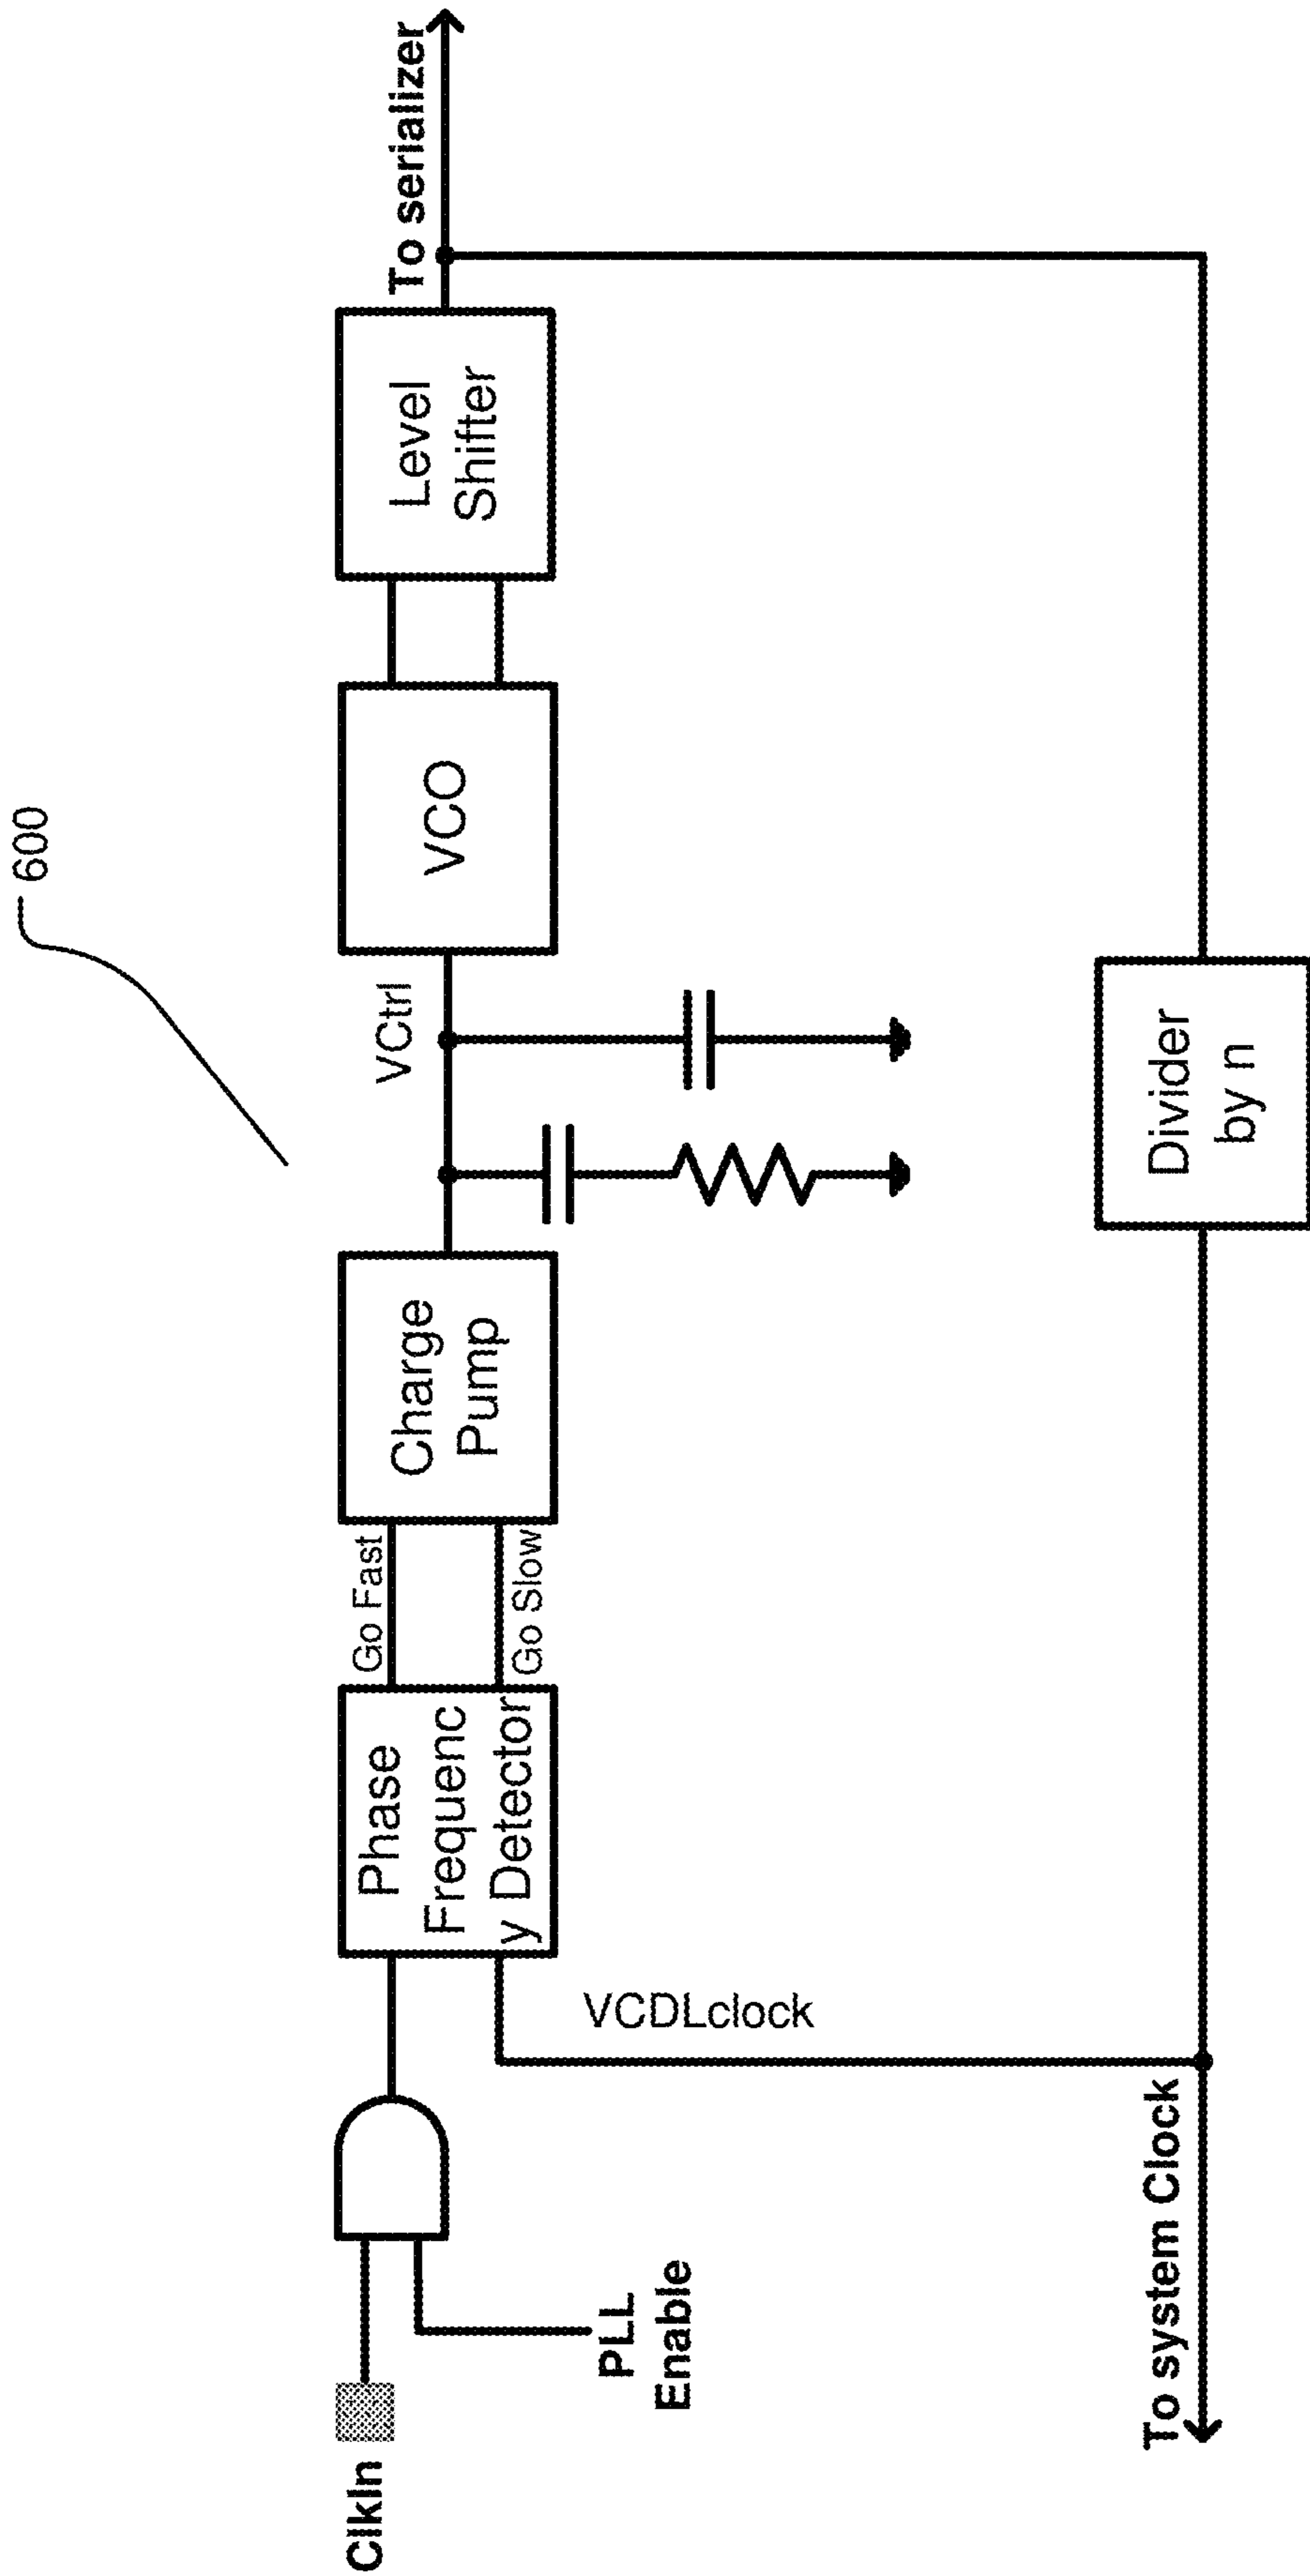 600
ClkIn
PLL
Enable
Phase
Frequenc
y Detector
Go Fast
Go Slow
Charge
Pump
VCtrl
VCO
Level
Shifter
To serializer
VCDLclock
To system Clock
Divider
by n